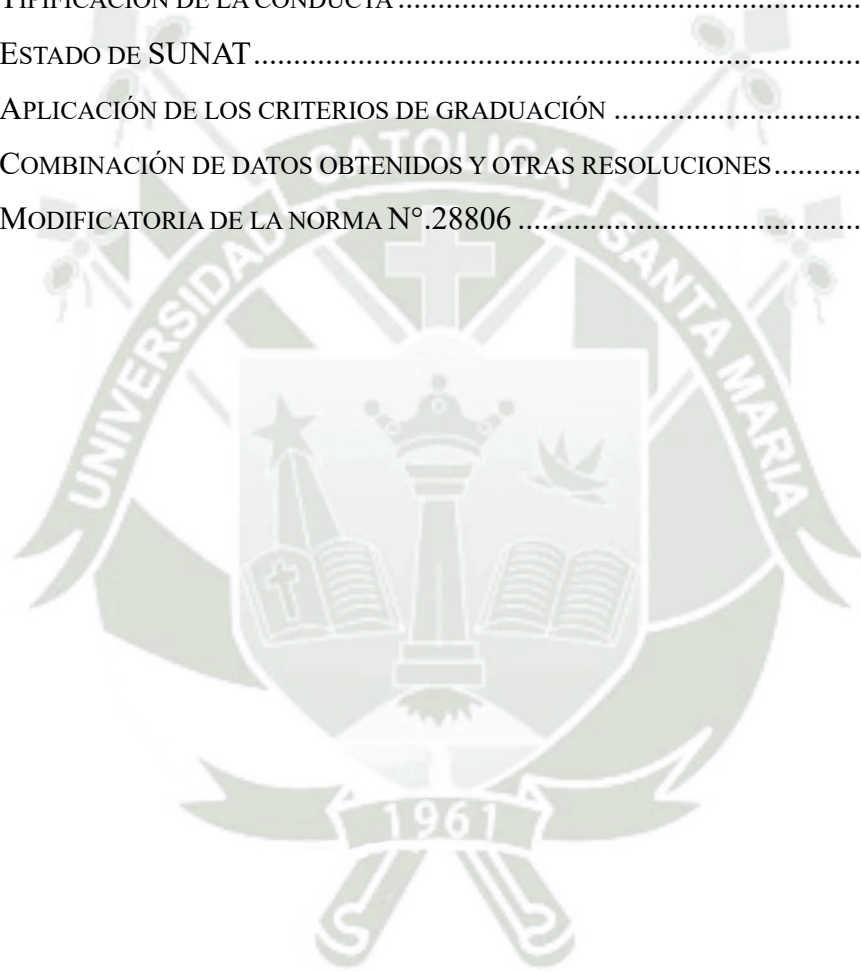 TIPIFICACIÓN DE LA CONDUCTA ........................................................................
ESTADO DE SUNAT ........................................................................
APLICACIÓN DE LOS CRITERIOS DE GRADUACIÓN ........................................
COMBINACIÓN DE DATOS OBTENIDOS Y OTRAS RESOLUCIONES ............
MODIFICATORIA DE LA NORMA N°.28806 ..................................................
UNIVERSIDAD CATOLICA SANTA MARIA
1961